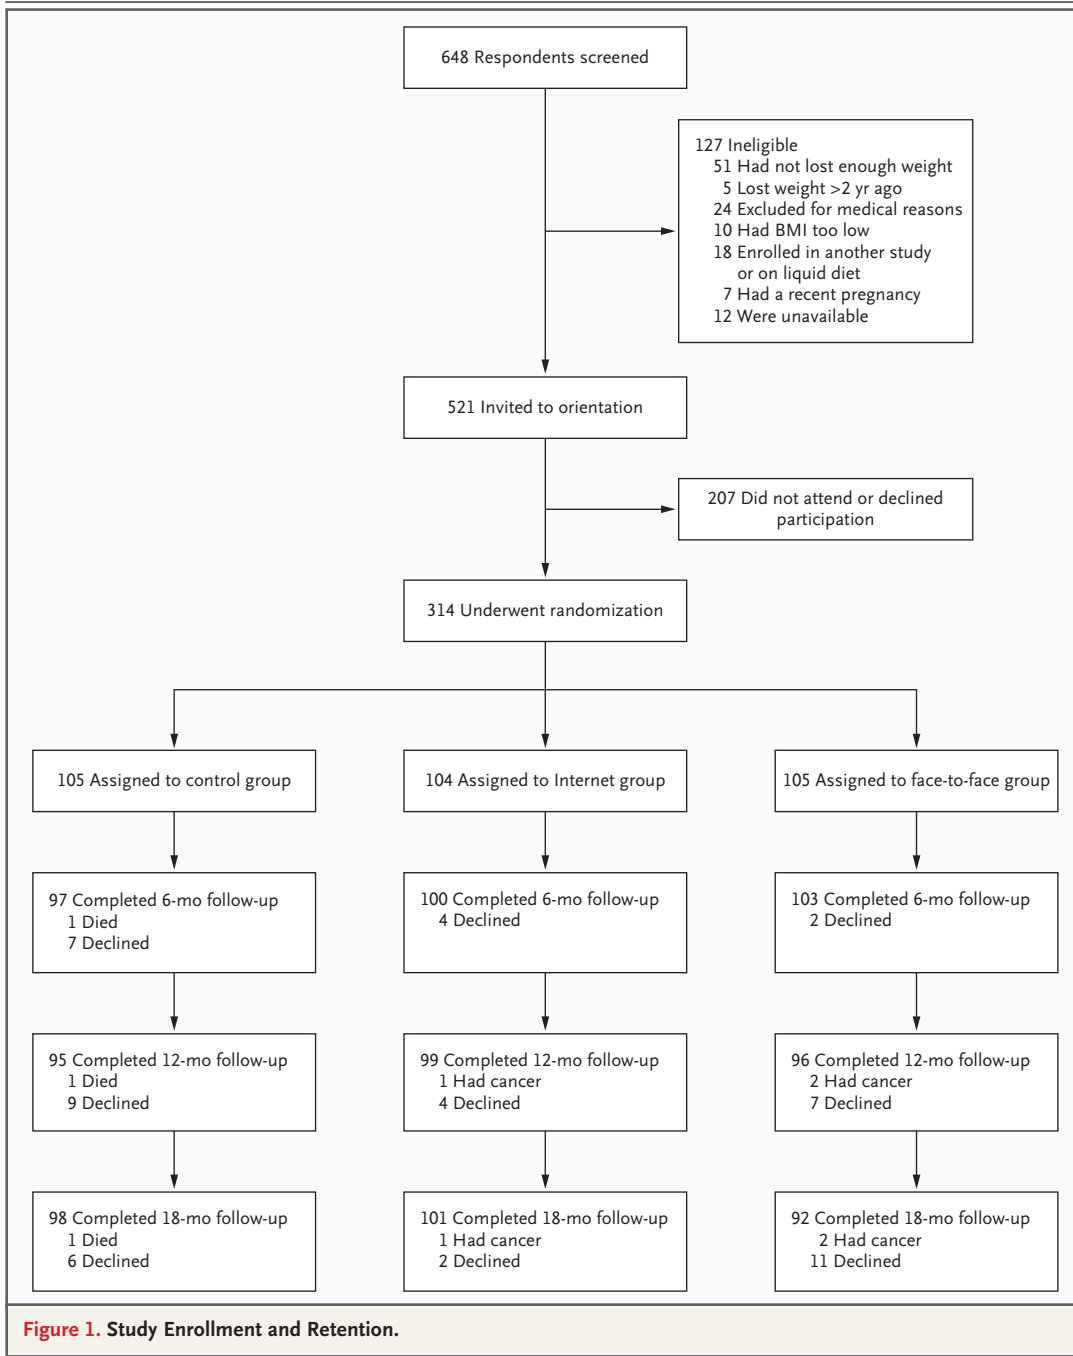 648 Respondents screened
127 Ineligible
51 Had not lost enough weight
5 Lost weight >2 yr ago
24 Excluded for medical reasons
10 Had BMI too low
18 Enrolled in another study
or on liquid diet
7 Had a recent pregnancy
12 Were unavailable
521 Invited to orientation
207 Did not attend or declined
participation
314 Underwent randomization
105 Assigned to control group
104 Assigned to Internet group
105 Assigned to face-to-face group
97 Completed 6-mo follow-up
1 Died
7 Declined
100 Completed 6-mo follow-up
4 Declined
103 Completed 6-mo follow-up
2 Declined
95 Completed 12-mo follow-up
1 Died
9 Declined
99 Completed 12-mo follow-up
1 Had cancer
4 Declined
96 Completed 12-mo follow-up
2 Had cancer
7 Declined
98 Completed 18-mo follow-up
1 Died
6 Declined
101 Completed 18-mo follow-up
1 Had cancer
2 Declined
92 Completed 18-mo follow-up
2 Had cancer
11 Declined
Figure 1. Study Enrollment and Retention.